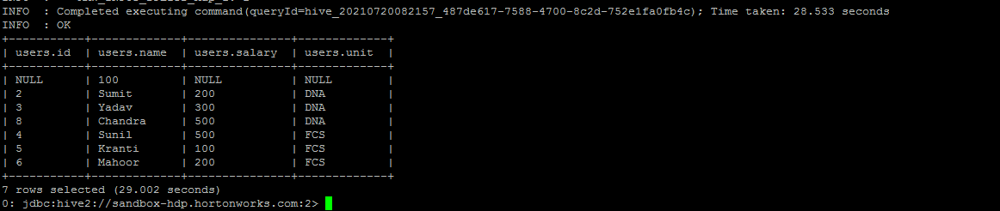 INFO  : Completed executing command(queryId=hive_20210720082157_487de617-7588-4700-8c2d-752e1fa0fb4c); Time taken: 28.533 seconds
INFO  : OK
+-----------+-------------+---------------+-------------+
| users.id  | users.name  | users.salary  | users.unit  |
+-----------+-------------+---------------+-------------+
| NULL      | 100         | NULL          | NULL        |
| 2         | Sumit       | 200           | DNA         |
| 3         | Yadav       | 300           | DNA         |
| 8         | Chandra     | 500           | DNA         |
| 4         | Sunil       | 500           | FCS         |
| 5         | Kranti      | 100           | FCS         |
| 6         | Mahoor      | 200           | FCS         |
+-----------+-------------+---------------+-------------+
7 rows selected (29.002 seconds)
0: jdbc:hive2://sandbox-hdp.hortonworks.com:2>